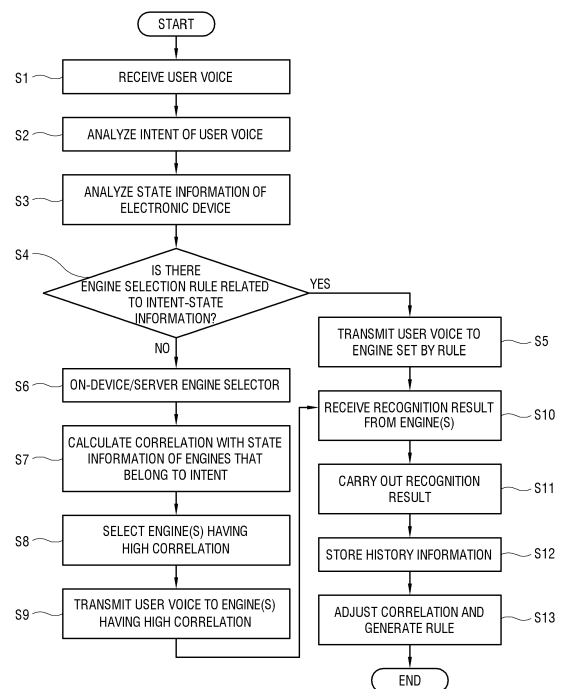 START
S1
RECEIVE USER VOICE
S2
ANALYZE INTENT OF USER VOICE
S3
ANALYZE STATE INFORMATION OF
ELECTRONIC DEVICE
S4
IS THERE
ENGINE SELECTION RULE RELATED
TO INTENT-STATE
INFORMATION?
YES
NO
TRANSMIT USER VOICE TO
ENGINE SET BY RULE
S5
S6
ON-DEVICE/SERVER ENGINE SELECTOR
S7
CALCULATE CORRELATION WITH STATE
INFORMATION OF ENGINES THAT
BELONG TO INTENT
S8
SELECT ENGINE(S) HAVING
HIGH CORRELATION
S9
TRANSMIT USER VOICE TO ENGINE(S)
HAVING HIGH CORRELATION
RECEIVE RECOGNITION RESULT
FROM ENGINE(S)
S10
CARRY OUT RECOGNITION
RESULT
S11
STORE HISTORY INFORMATION
S12
ADJUST CORRELATION AND
GENERATE RULE
S13
END